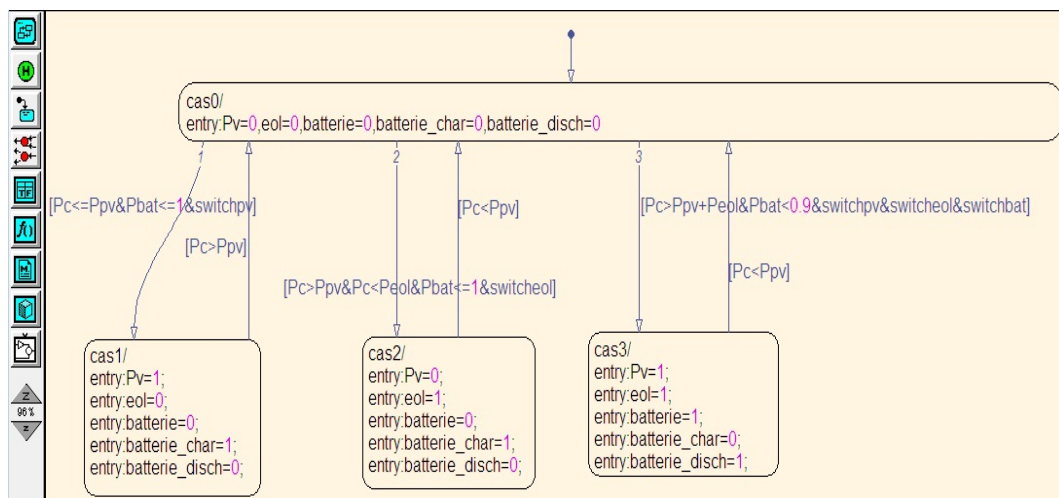 cas0/
entry:Pv=0,eol=0,batterie=0,batterie_char=0,batterie_disch=0
1
2
3
[Pc<=Ppv&Pbat<=1&switchpv]
[Pc>Ppv]
[Pc<Ppv]
[Pc>Ppv&Pc<Peol&Pbat<=1&switcheol]
[Pc>Ppv+Peol&Pbat<0.9&switchpv&switcheol&switchbat]
[Pc<Ppv]
cas1/
entry:Pv=1;
entry:eol=0;
entry:batterie=0;
entry:batterie_char=1;
entry:batterie_disch=0;
cas2/
entry:Pv=0;
entry:eol=1;
entry:batterie=0;
entry:batterie_char=1;
entry:batterie_disch=0;
cas3/
entry:Pv=1;
entry:eol=1;
entry:batterie=1;
entry:batterie_char=0;
entry:batterie_disch=1;
H
f()
M
Z
96%
z